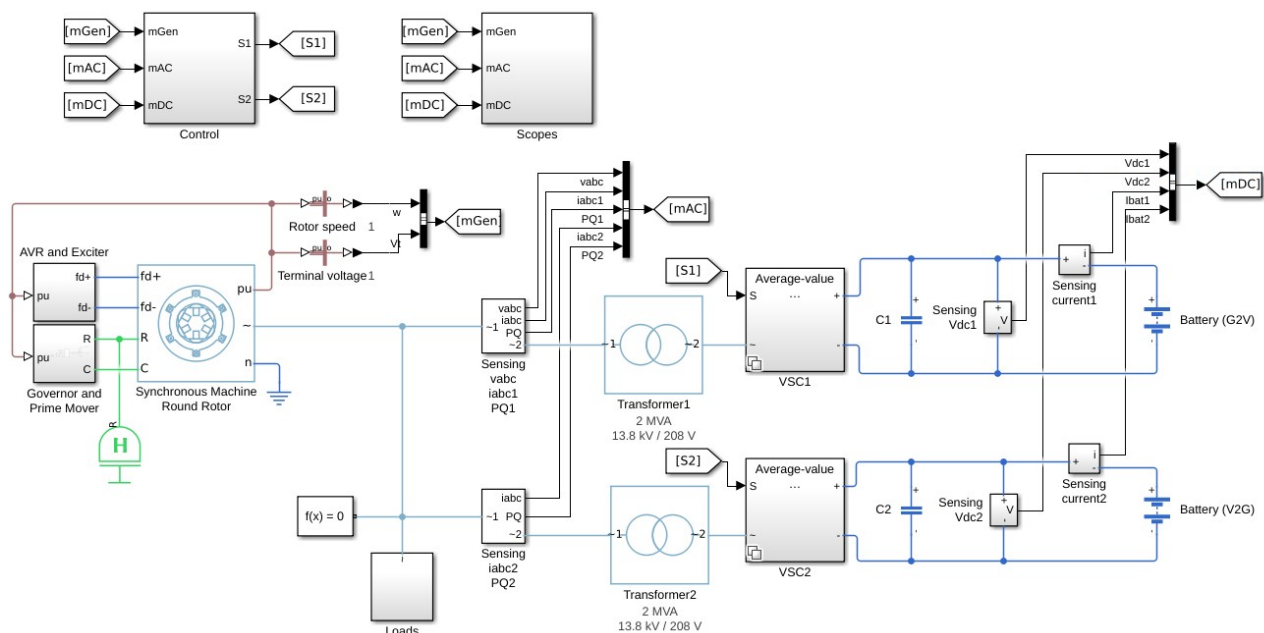 [mGen]
mGen
S1
[S1]
[mAC]
mAC
[mDC]
mDC
S2
[S2]
Control
[mGen]
mGen
[mAC]
mAC
[mDC]
mDC
Scopes
w
Rotor speed 1
Terminal voltage 1
[mGen]
AVR and Exciter
pu
fd+
fd-
fd+
fd-
pu
R
C
R
C
pu
~
n
Governor and
Prime Mover
Synchronous Machine
Round Rotor
R
H
f(x) = 0
~
Loads
vabc
iabc1
PQ1
iabc2
PQ2
[mAC]
vabc
iabc
PQ
~1
~2
Sensing
vabc
iabc1
PQ1
iabc
PQ
~1
~2
Sensing
iabc2
PQ2
~1
~2
Transformer1
2 MVA
13.8 kV / 208 V
~1
~2
Transformer2
2 MVA
13.8 kV / 208 V
[S1]
Average-value
S
...
+
~
-
VSC1
[S2]
Average-value
S
...
+
~
-
VSC2
C1
+
-
Sensing
Vdc1
+
V
-
+
i
-
Sensing
current1
+
-
Battery (G2V)
C2
+
-
Sensing
Vdc2
+
V
-
+
i
-
Sensing
current2
+
-
Battery (V2G)
Vdc1
Vdc2
Ibat1
Ibat2
[mDC]